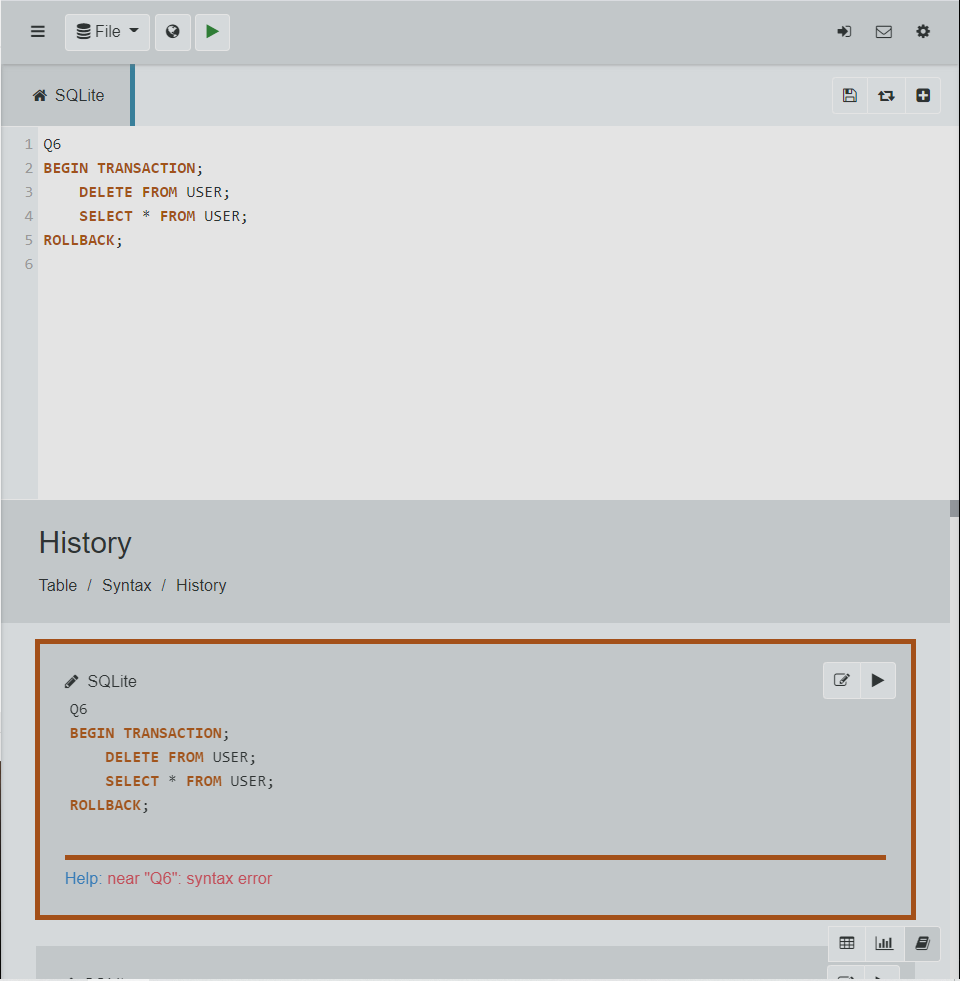 File
SQLite
1 Q6
2 BEGIN TRANSACTION;
3 DELETE FROM USER;
4 SELECT * FROM USER;
5 ROLLBACK;
6
History
Table / Syntax / History
SQLite
Q6
BEGIN TRANSACTION;
DELETE FROM USER;
SELECT * FROM USER;
ROLLBACK;
Help: near "Q6": syntax error